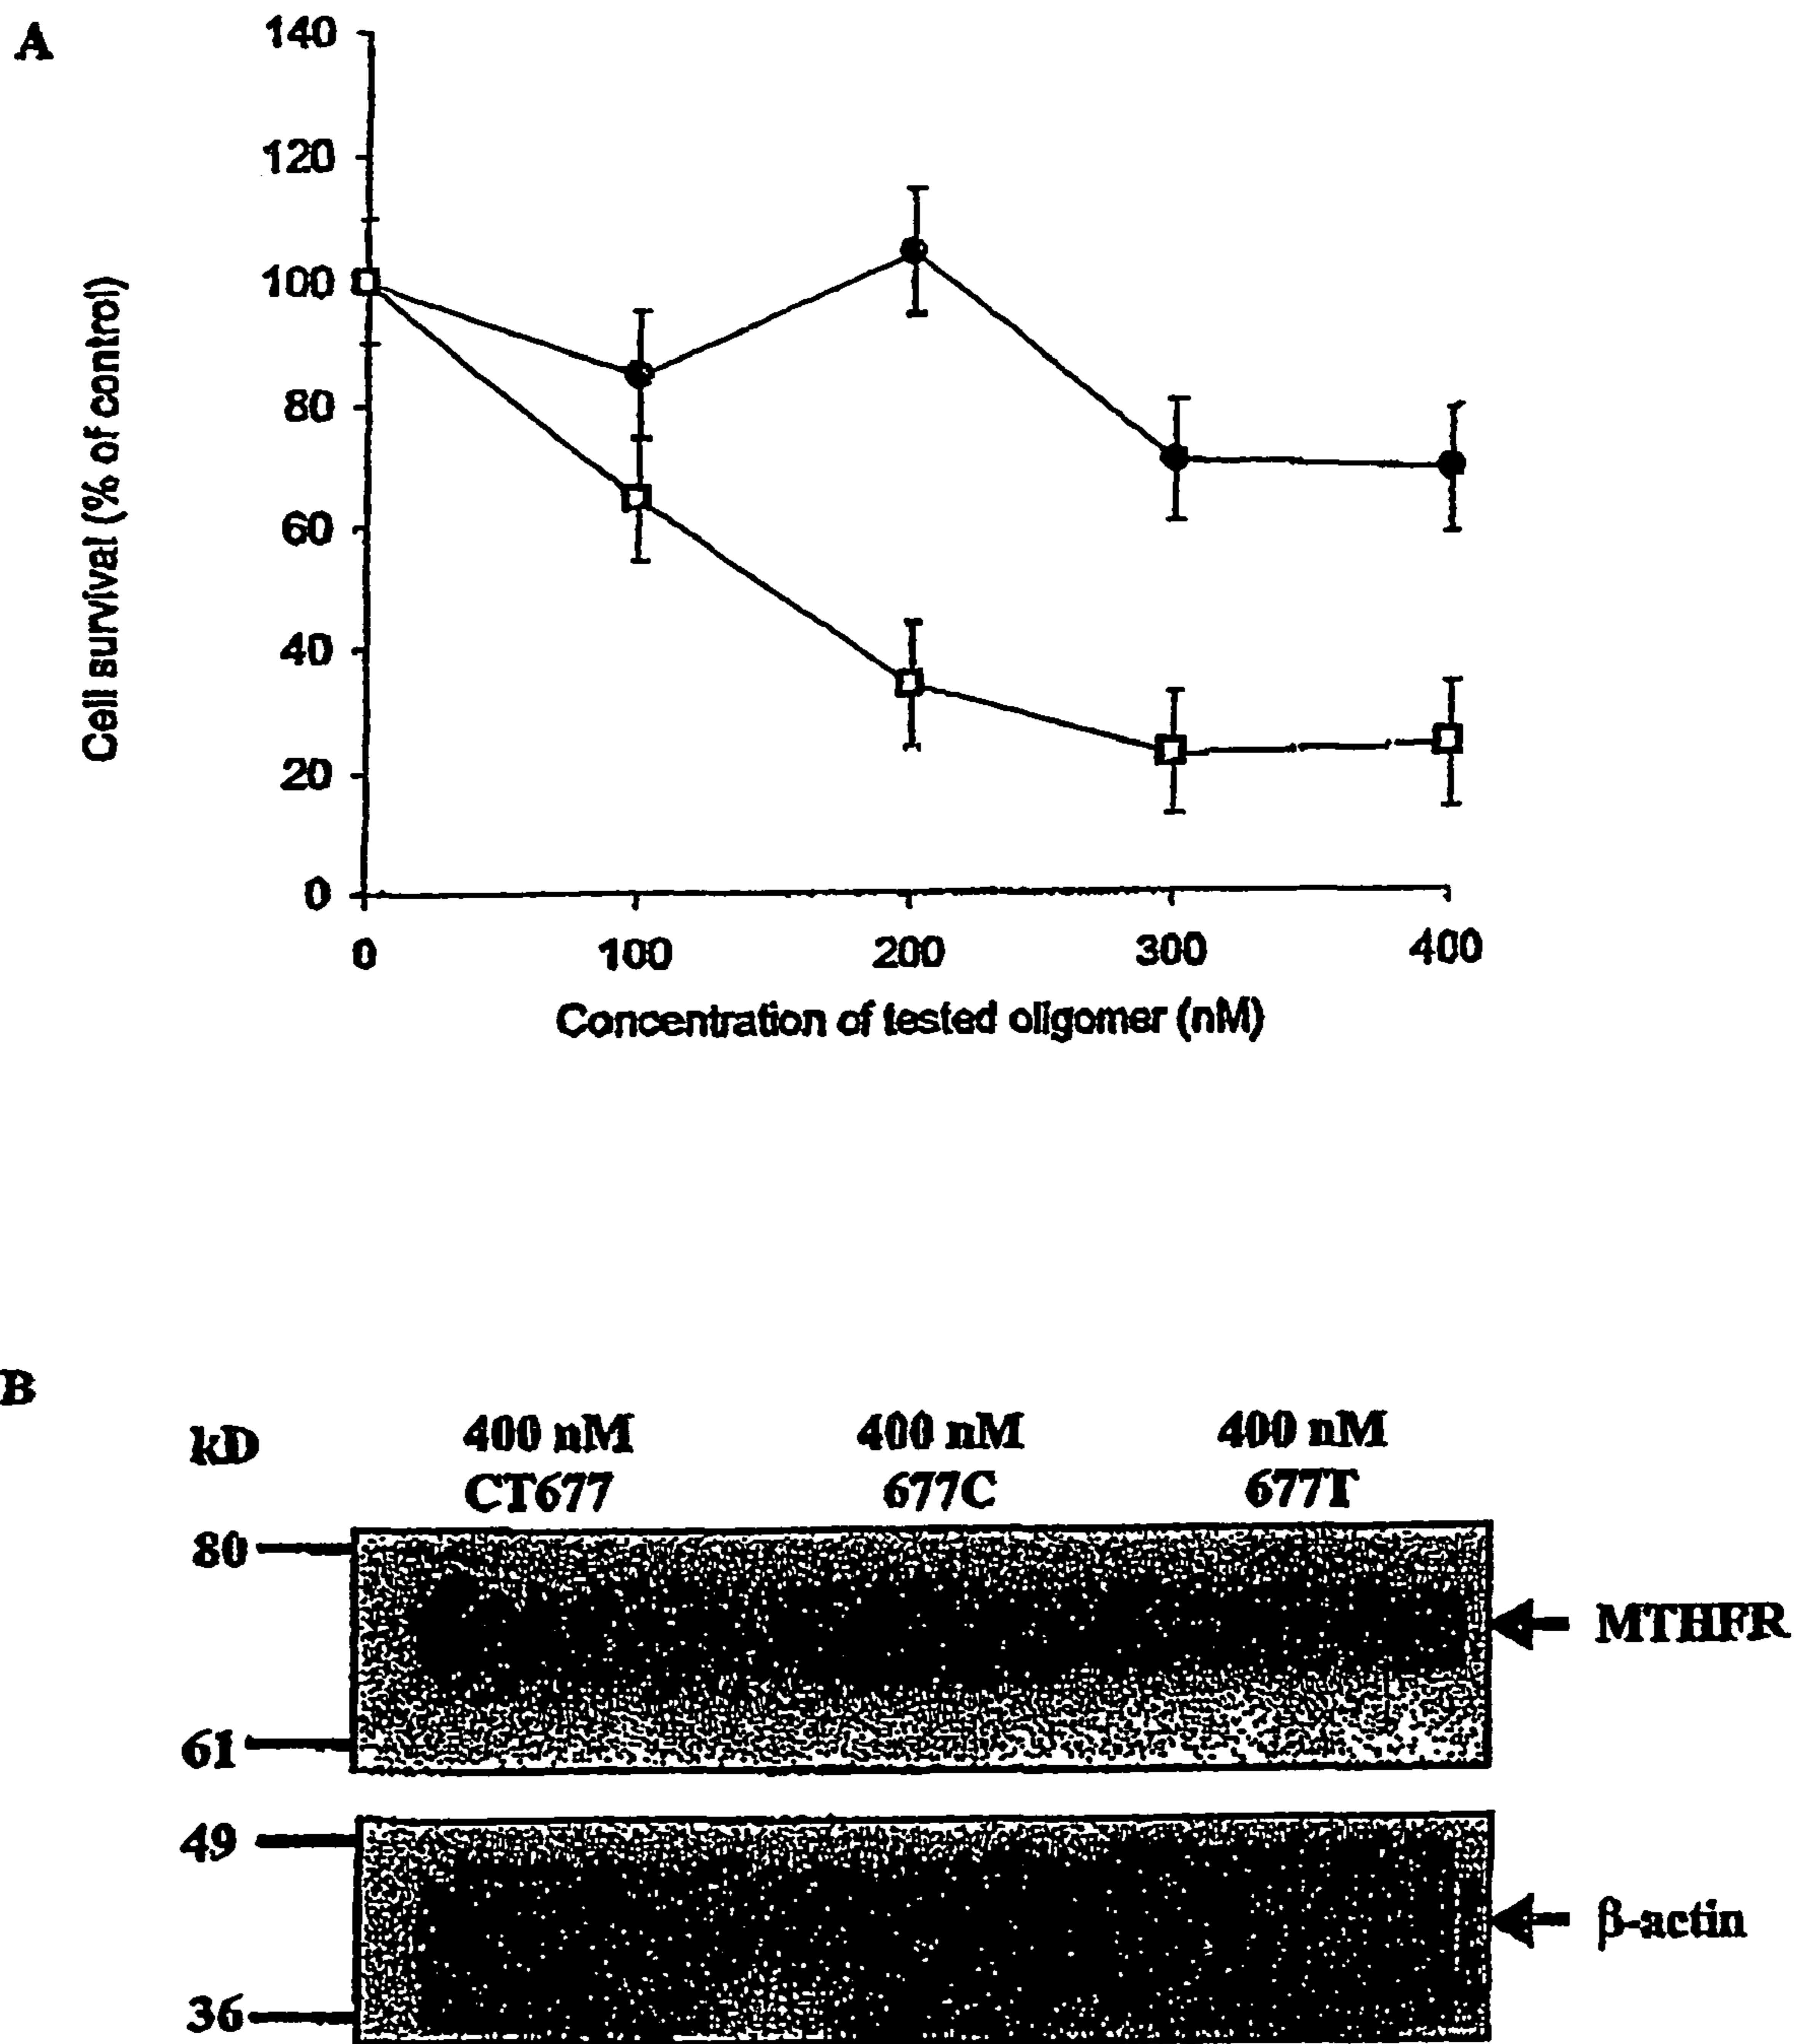 A
140
120
100
80
60
40
20
0
Cell survival (% of control)
0 100 200 300 400
Concentration of tested oligomer (nM)
B
kD
400 nM CT677
400 nM 677C
400 nM 677T
80
61
MTHFR
49
36
β-actin